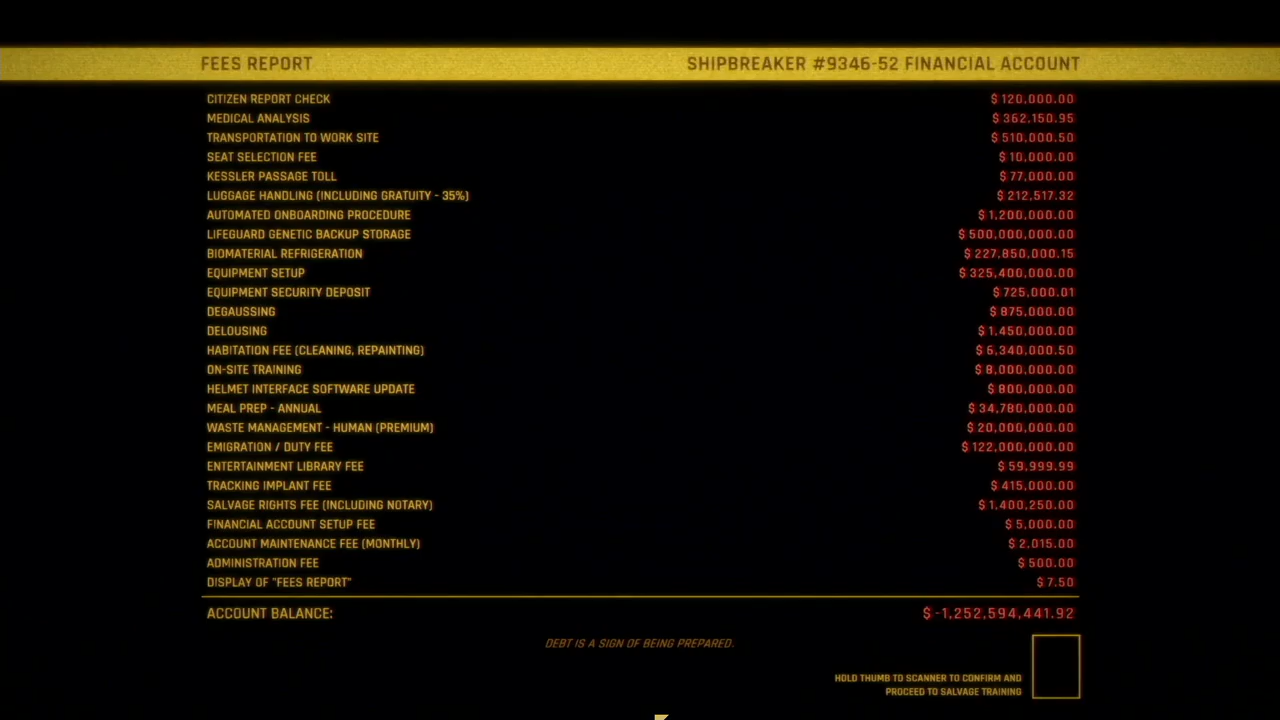 FEES REPORT SHIPBREAKER #9346-52 FINANCIAL ACCOUNT
CITIZEN REPORT CHECK $ 120,000.00
MEDICAL ANALYSIS $ 362,150.95
TRANSPORTATION TO WORK SITE $ 510,000.50
SEAT SELECTION FEE $ 10,000.00
KESSLER PASSAGE TOLL $ 77,000.00
LUGGAGE HANDLING (INCLUDING GRATUITY - 35%) $ 212,517.32
AUTOMATED ONBOARDING PROCEDURE $ 1,200,000.00
LIFEGUARD GENETIC BACKUP STORAGE $ 500,000,000.00
BIOMATERIAL REFRIGERATION $ 227,850,000.15
EQUIPMENT SETUP $ 325,400,000.00
EQUIPMENT SECURITY DEPOSIT $ 725,000.01
DEGAUSSING $ 875,000.00
DELOUSING $ 1,450,000.00
HABITATION FEE (CLEANING, REPAINTING) $ 6,340,000.50
ON-SITE TRAINING $ 8,000,000.00
HELMET INTERFACE SOFTWARE UPDATE $ 800,000.00
MEAL PREP - ANNUAL $ 34,780,000.00
WASTE MANAGEMENT - HUMAN (PREMIUM) $ 20,000,000.00
EMIGRATION / DUTY FEE $ 122,000,000.00
ENTERTAINMENT LIBRARY FEE $ 59,999.99
TRACKING IMPLANT FEE $ 415,000.00
SALVAGE RIGHTS FEE (INCLUDING NOTARY) $ 1,400,250.00
FINANCIAL ACCOUNT SETUP FEE $ 5,000.00
ACCOUNT MAINTENANCE FEE (MONTHLY) $ 2,015.00
ADMINISTRATION FEE $ 500.00
DISPLAY OF "FEES REPORT" $ 7.50
ACCOUNT BALANCE: $ -1,252,594,441.92
DEBT IS A SIGN OF BEING PREPARED.
HOLD THUMB TO SCANNER TO CONFIRM AND
PROCEED TO SALVAGE TRAINING